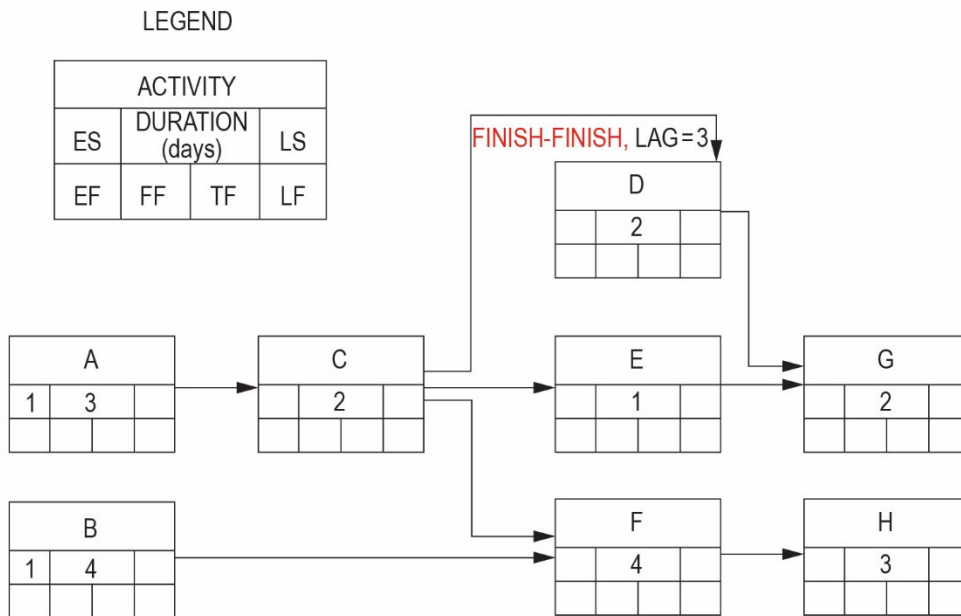 LEGEND
ACTIVITY
ES DURATION (days) LS
EF FF TF LF
FINISH-FINISH, LAG=3
D
2
A
1 3
C
2
E
1
G
2
B
1 4
F
4
H
3